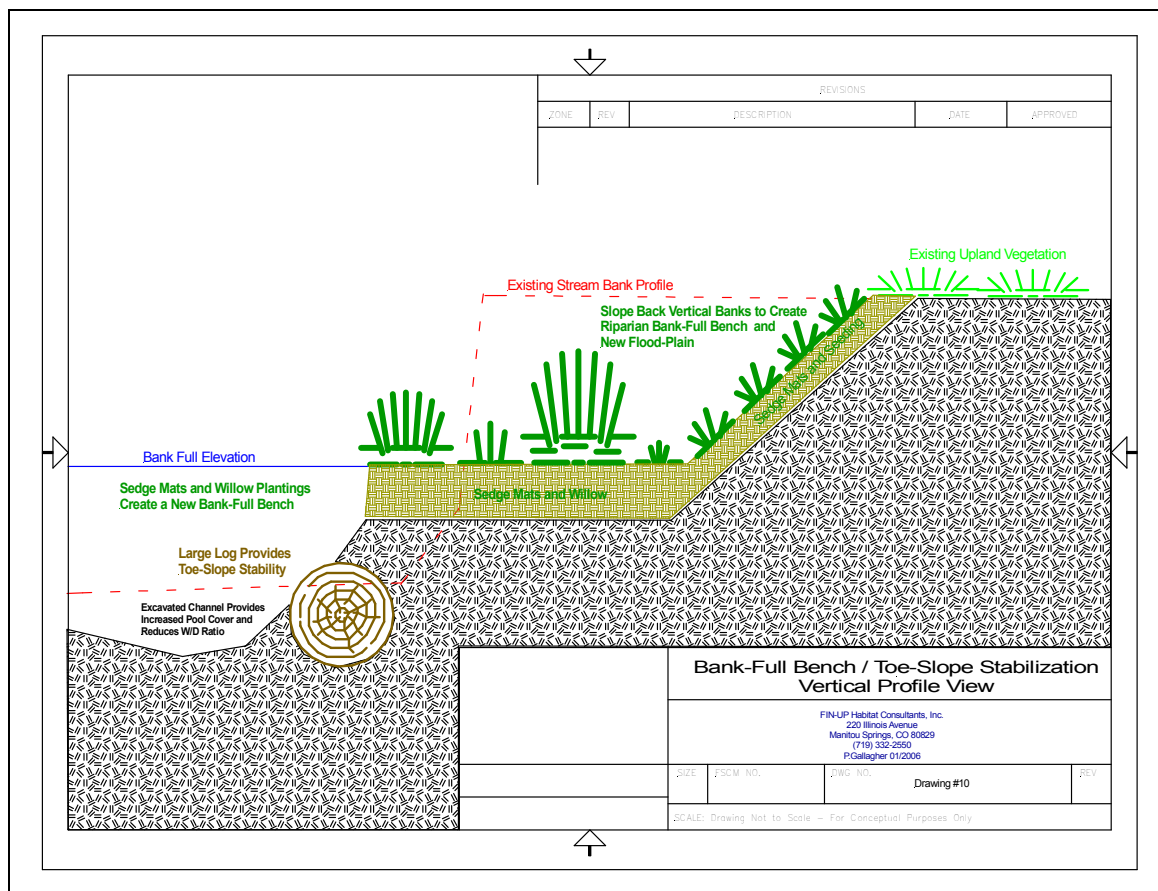 REVISIONS
ZONE REV DESCRIPTION DATE APPROVED
Existing Upland Vegetation
Existing Stream Bank Profile
Slope Back Vertical Banks to Create
Riparian Bank-Full Bench and
New Flood-Plain
Sedge Mats and Seeding
Bank Full Elevation
Sedge Mats and Willow Plantings
Create a New Bank-Full Bench
Sedge Mats and Willow
Large Log Provides
Toe-Slope Stability
Excavated Channel Provides
Increased Pool Cover and
Reduces W/D Ratio
Bank-Full Bench / Toe-Slope Stabilization
Vertical Profile View
FIN-UP Habitat Consultants, Inc.
220 Illinois Avenue
Manitou Springs, CO 80829
(719) 332-2550
P.Gallagher 01/2006
SIZE FSCM NO. DWG NO. REV
Drawing #10
SCALE: Drawing Not to Scale - For Conceptual Purposes Only